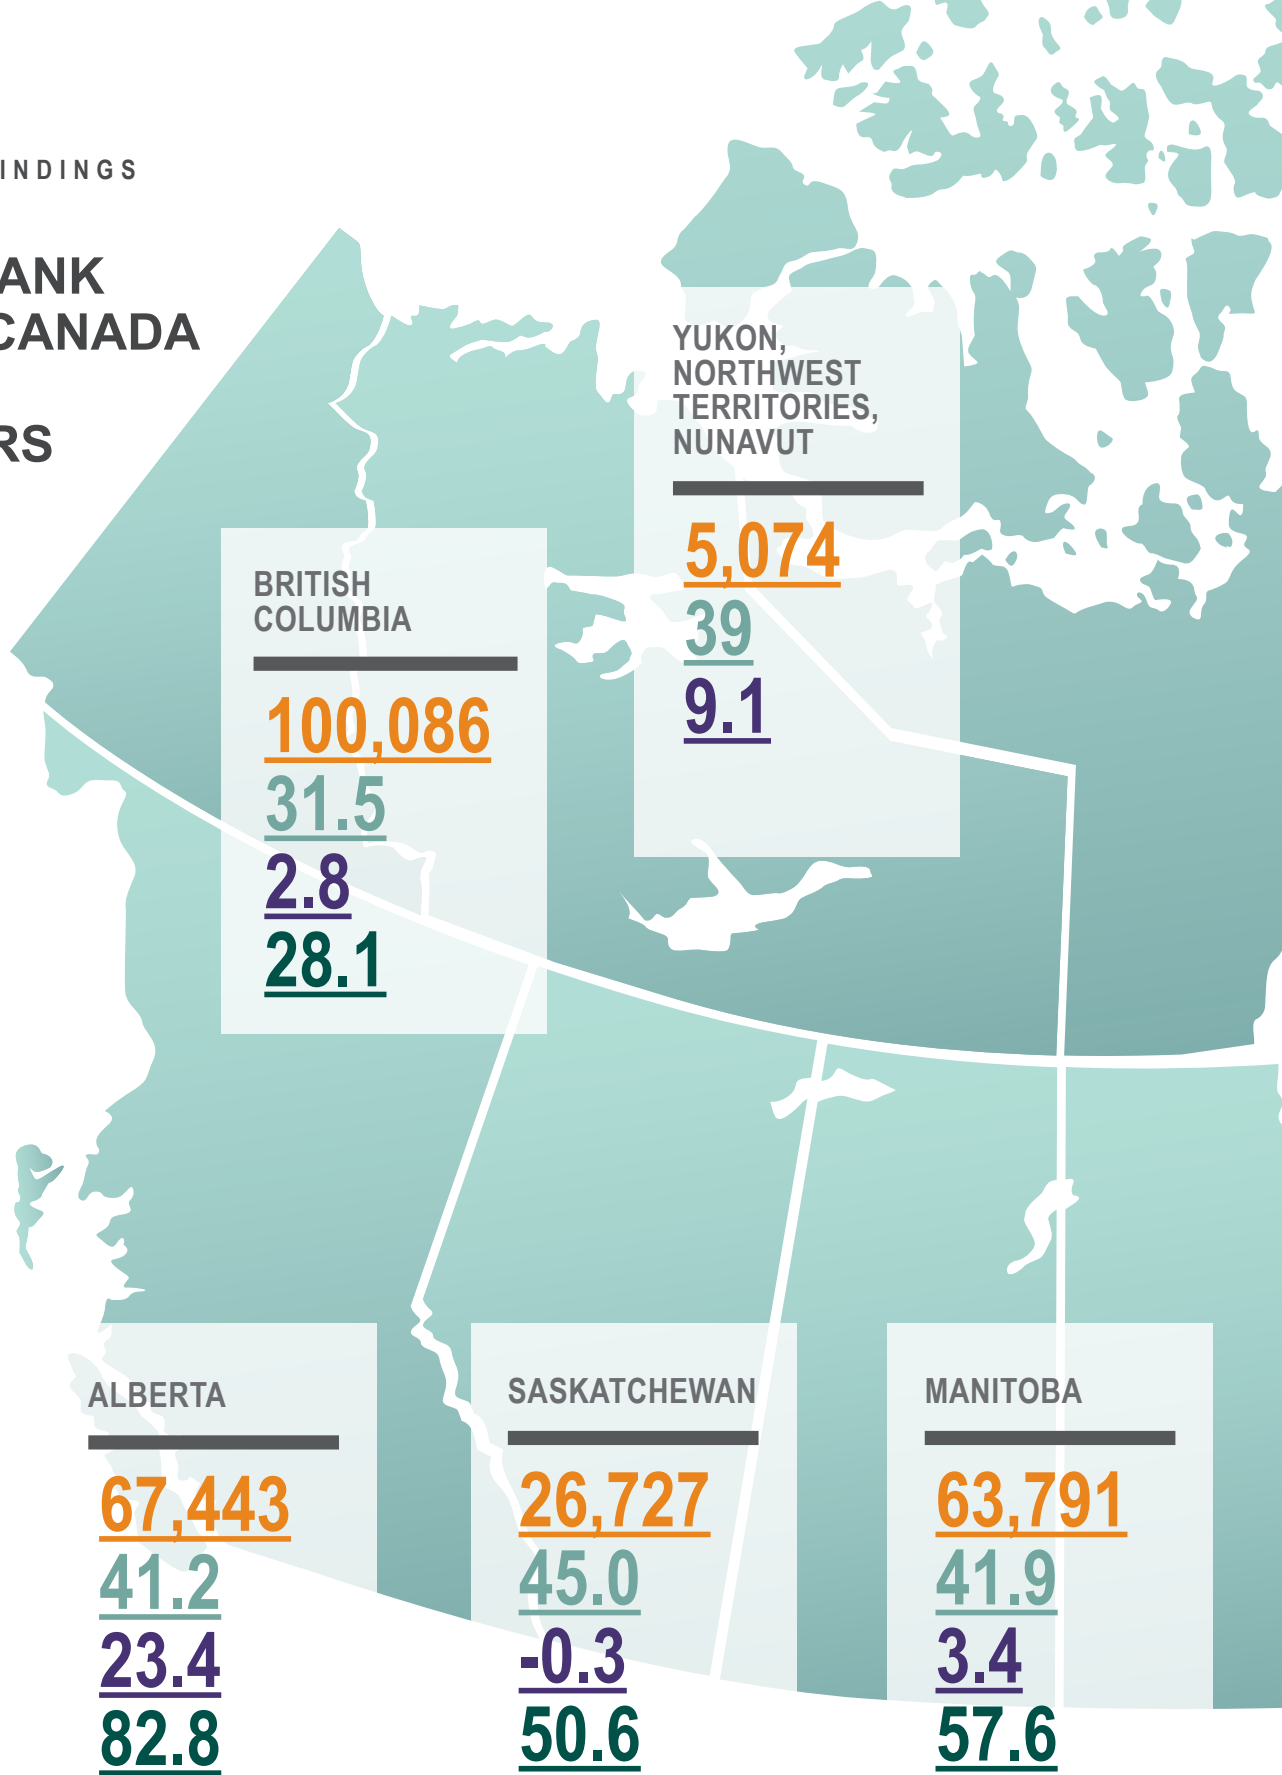 INDINGS
ANK
CANADA
RS
YUKON,
NORTHWEST
TERRITORIES,
NUNAVUT
5,074
39
9.1
BRITISH
COLUMBIA
100,086
31.5
2.8
28.1
ALBERTA
67,443
41.2
23.4
82.8
SASKATCHEWAN
26,727
45.0
-0.3
50.6
MANITOBA
63,791
41.9
3.4
57.6